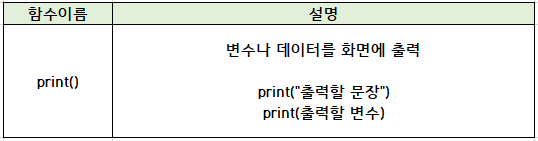 함수이름 설명
변수나 데이터를 화면에 출력
print()
print("출력할 문장")
print(출력할 변수)